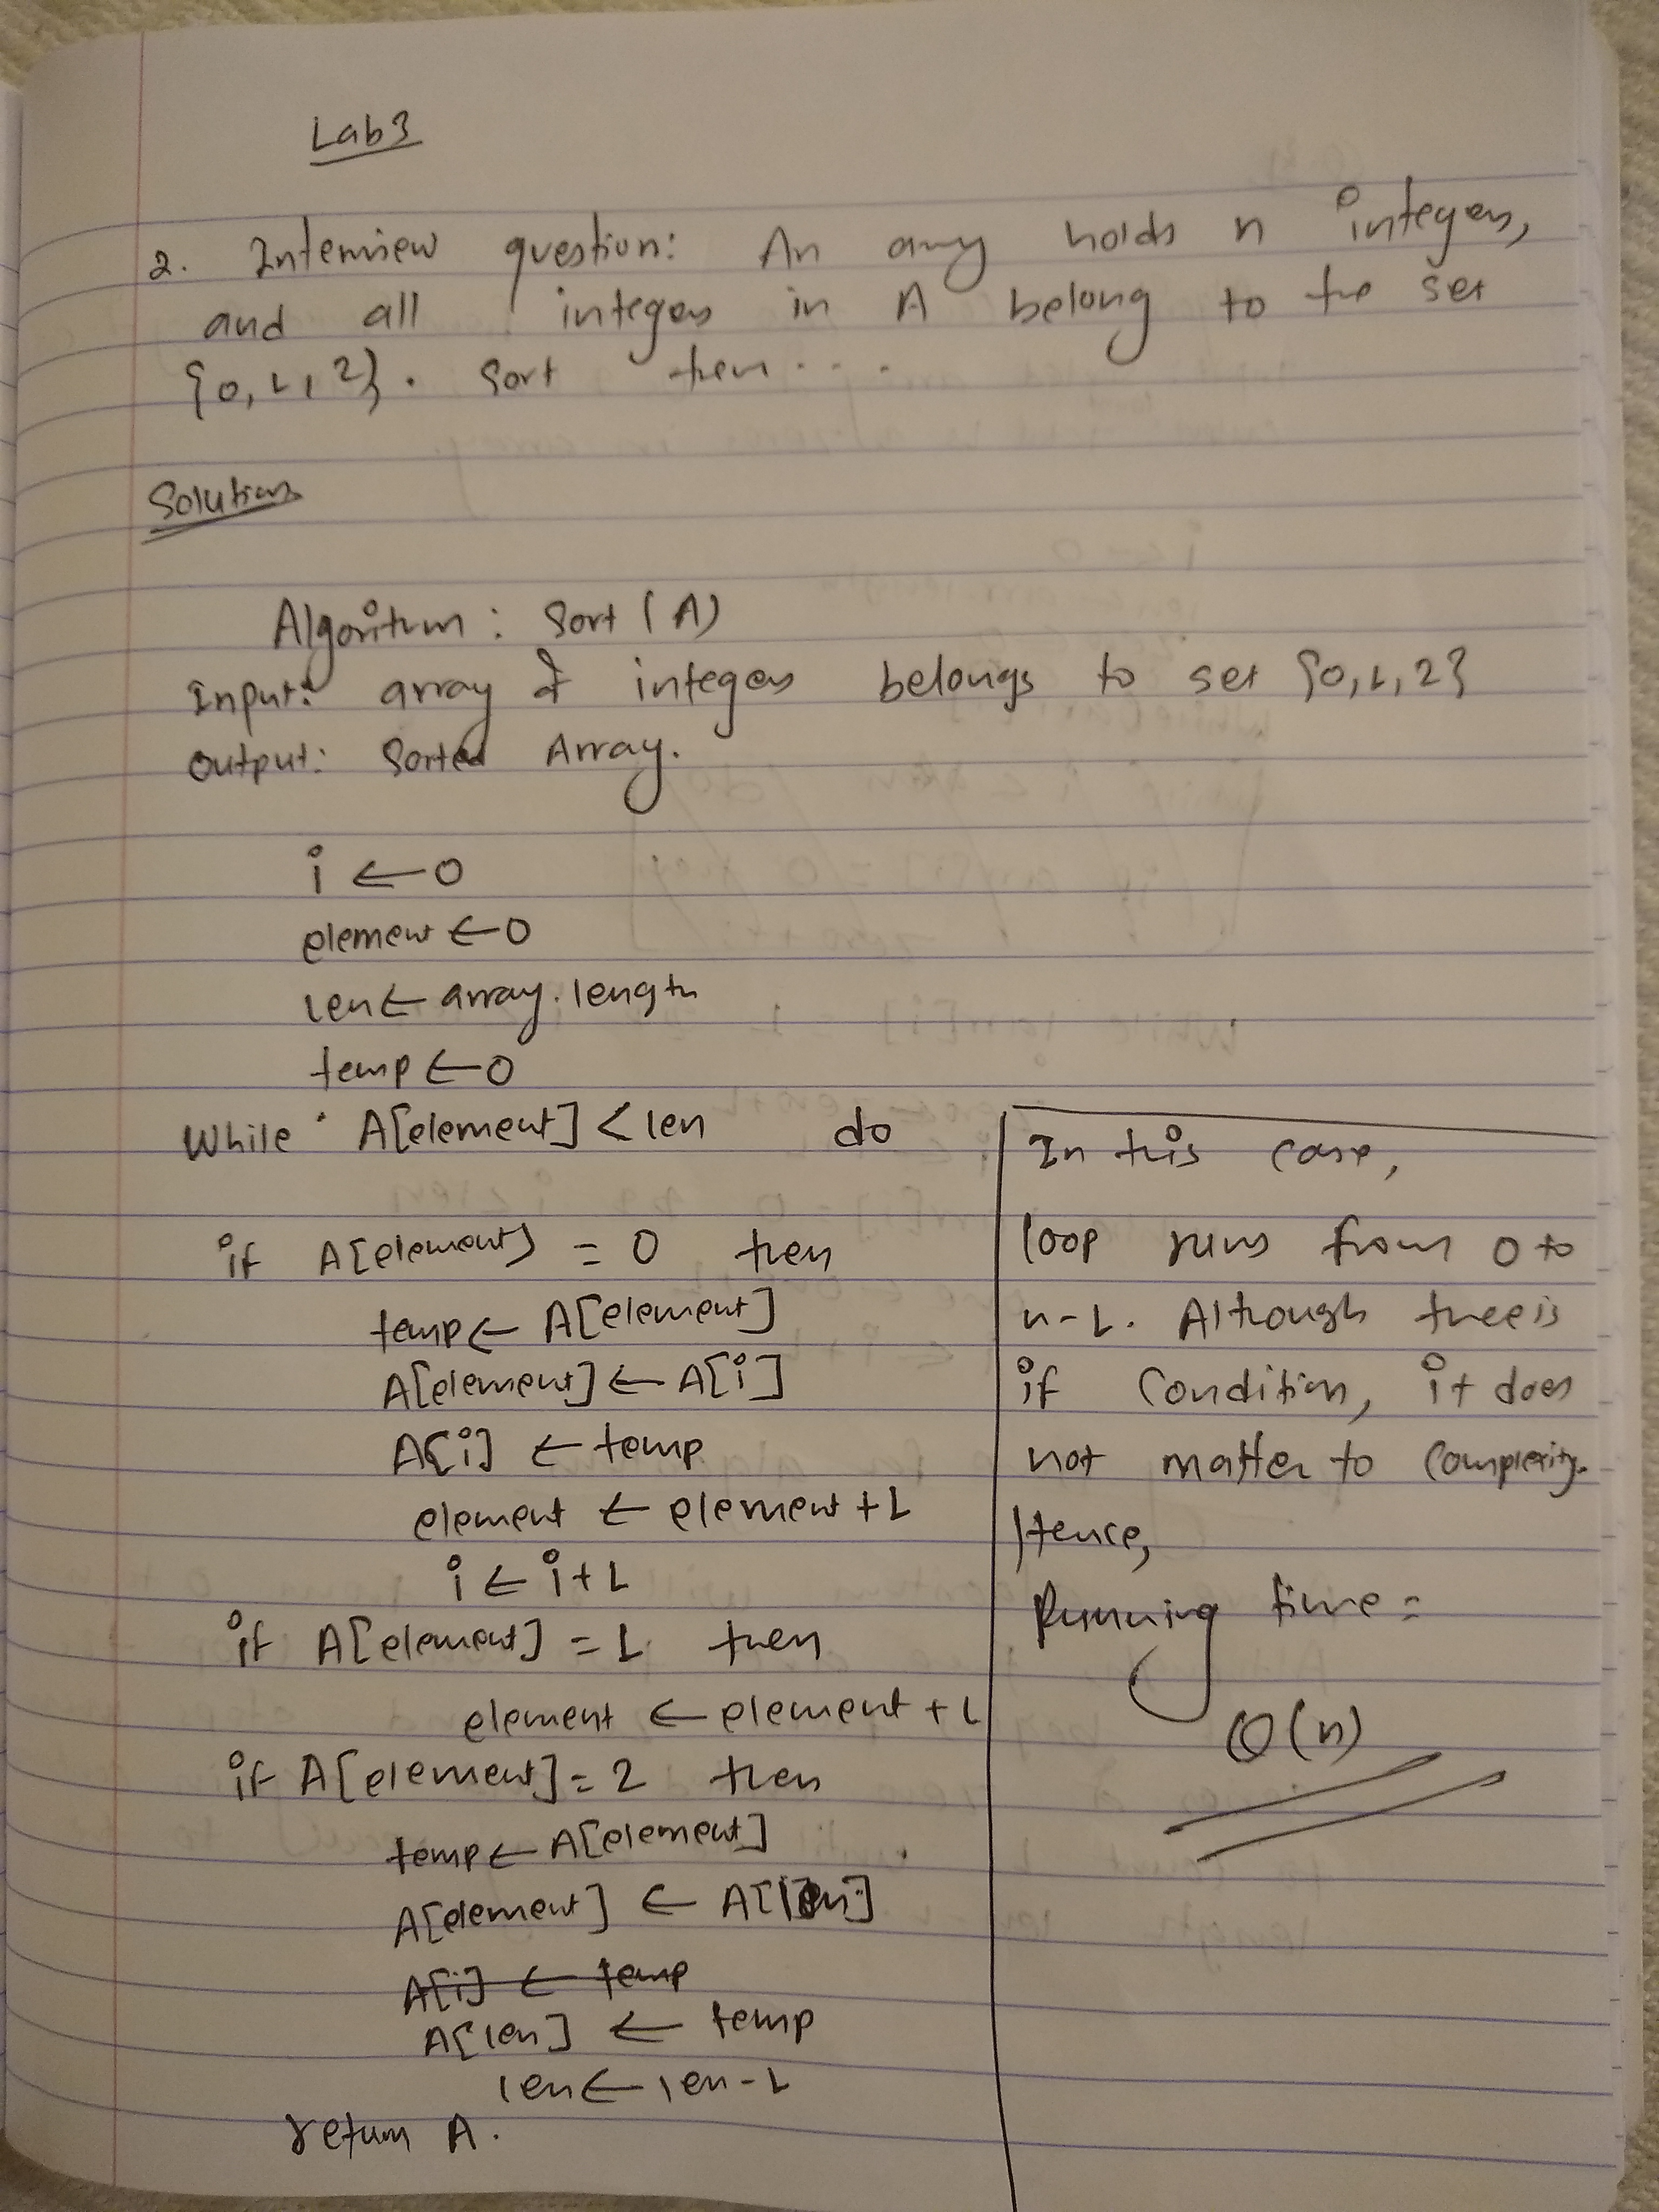 Lab3
2. Interview question: An array holds n integers,
and all integers in A belong to the set
{0, 1, 2}. Sort them ....
Solutions
Algorithm: Sort (A)
Input: array of integers belongs to set {0,1,2}
Output: Sorted Array.
i ← 0
element ← 0
len ← array.length
temp ← 0
While A[element] < len do
if A[element] = 0 then
temp ← A[element]
A[element] ← A[i]
A[i] ← temp
element ← element + 1
i ← i + 1
if A[element] = 1 then
element ← element + 1
if A[element] = 2 then
temp ← A[element]
A[element] ← A[len]
A[i] ← temp
A[len] ← temp
len ← len - 1
return A.
In this case,
loop runs from 0 to
n-1. Although there is
if condition, it does
not matter to complexity.
Hence,
Running time =
O(n)